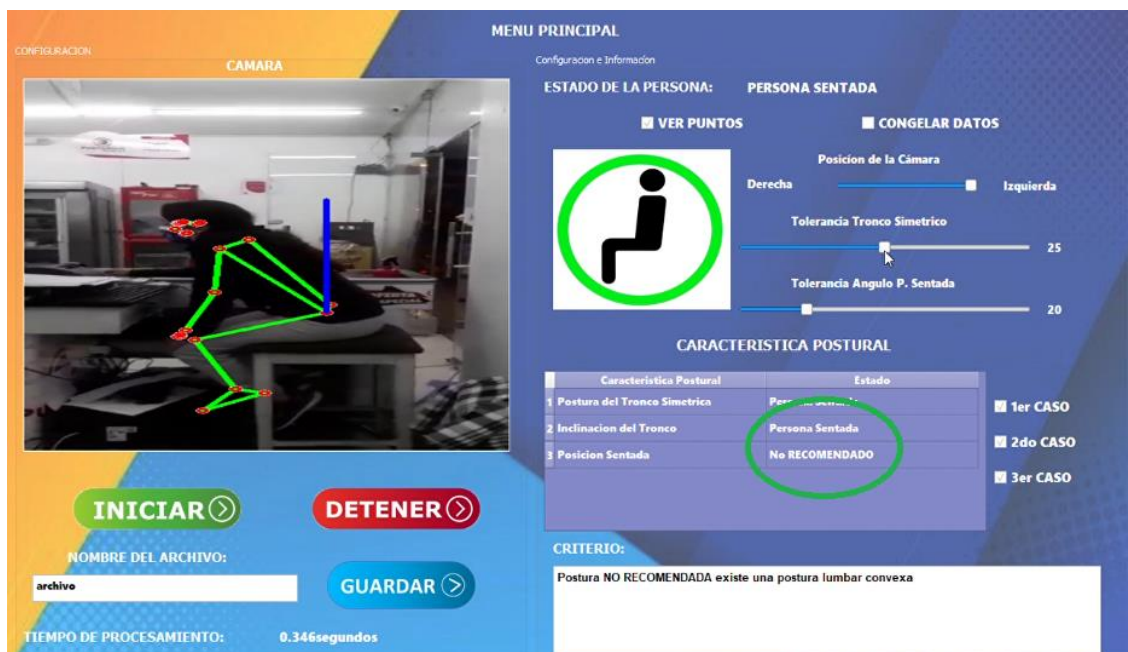 MENU PRINCIPAL
CONFIGURACION
CAMARA
Configuracion e Informacion
ESTADO DE LA PERSONA: PERSONA SENTADA
VER PUNTOS
CONGELAR DATOS
Posicion de la Cámara
Derecha
Izquierda
Tolerancia Tronco Simetrico
25
Tolerancia Angulo P. Sentada
20
CARACTERISTICA POSTURAL
Caracteristica Postural Estado
1 Postura del Tronco Simetrica Persona Sentada
2 Inclinacion del Tronco Persona Sentada
3 Posicion Sentada No RECOMENDADO
1er CASO
2do CASO
3er CASO
INICIAR
DETENER
NOMBRE DEL ARCHIVO:
archivo
GUARDAR
TIEMPO DE PROCESAMIENTO: 0.346segundos
CRITERIO:
Postura NO RECOMENDADA existe una postura lumbar convexa